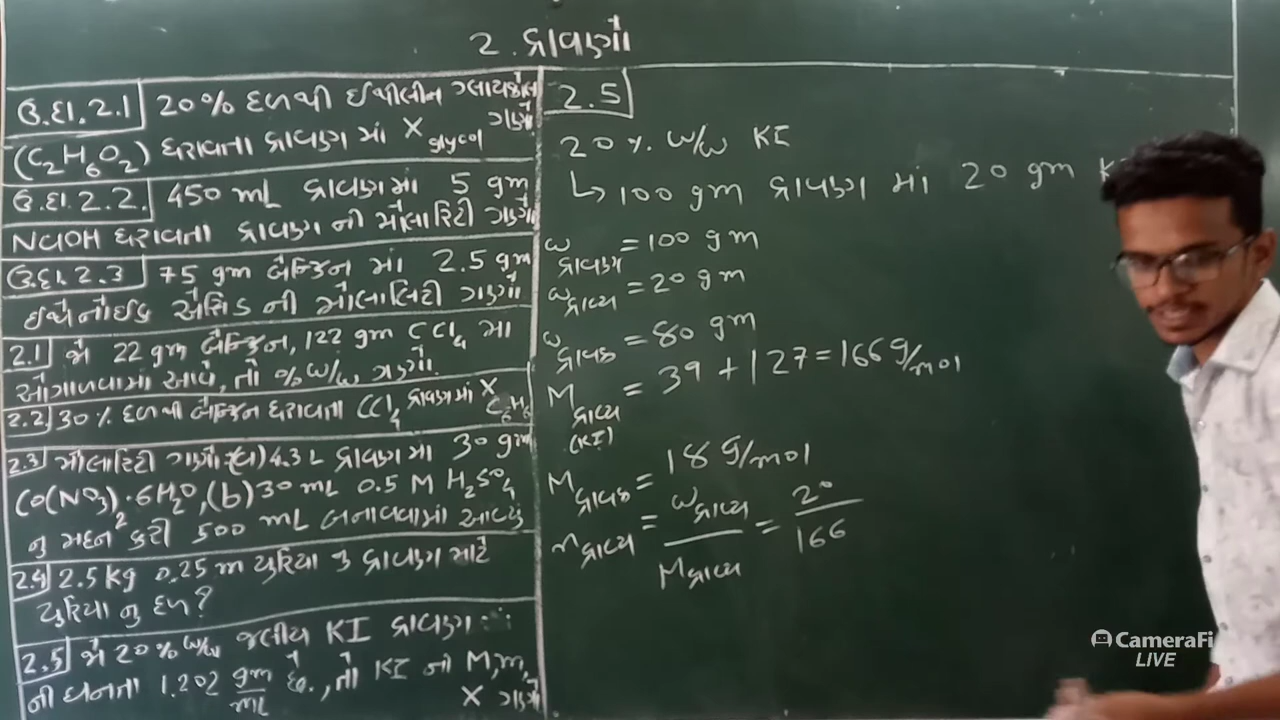 2. દ્રાવણો
ઉ.દા.2.1 20% દળથી ઈથીલીન ગ્લાયકોલ
(C₂H₆O₂) ધરાવતા દ્રાવણ માં X glycol ગણો
ઉ.દા.2.2. 450 mL દ્રાવણમાં 5 gm
NaOH ધરાવતા દ્રાવણ ની મોલારિટી ગણો
ઉ.દા.2.3 75 gm બેન્ઝિન માં 2.5 gm
ઈથેનોઈક એસિડ ની મોલાલિટી ગણો
2.1 જો 22 gm બેન્ઝિન, 122 gm CCl₄ માં
ઓગાળવામાં આવે, તો % w/w ગણો.
2.2 30% દળથી બેન્ઝિન ધરાવતા CCl₄ દ્રાવણમાં X C₆H₆
2.3 મોલારિટી ગણો: (a) 4.3 L દ્રાવણમાં 30 gm
Co(NO₃)₂·6H₂O, (b) 30 mL 0.5 M H₂SO₄
નુ મંદન કરી 500 mL બનાવવામાં આવ્યું
2.4 2.5 kg 0.25 m યુરિયા નુ દ્રાવણ માટે
યુરિયા નુ દળ?
2.5 જો 20% w/w જલીય KI દ્રાવણ
ની ઘનતા 1.202 gm/mL છે, તો KI ની M, m,
X ગણો
2.5
20 %. w/w KI
↳ 100 gm દ્રાવણ માં 20 gm
w દ્રાવણ = 100 gm
w દ્રાવ્ય = 20 gm
w દ્રાવક = 80 gm
M દ્રાવ્ય (KI) = 39 + 127 = 166 g/mol
M દ્રાવક = 18 g/mol
n દ્રાવ્ય = w દ્રાવ્ય / M દ્રાવ્ય = 20 / 166
CameraFi
LIVE